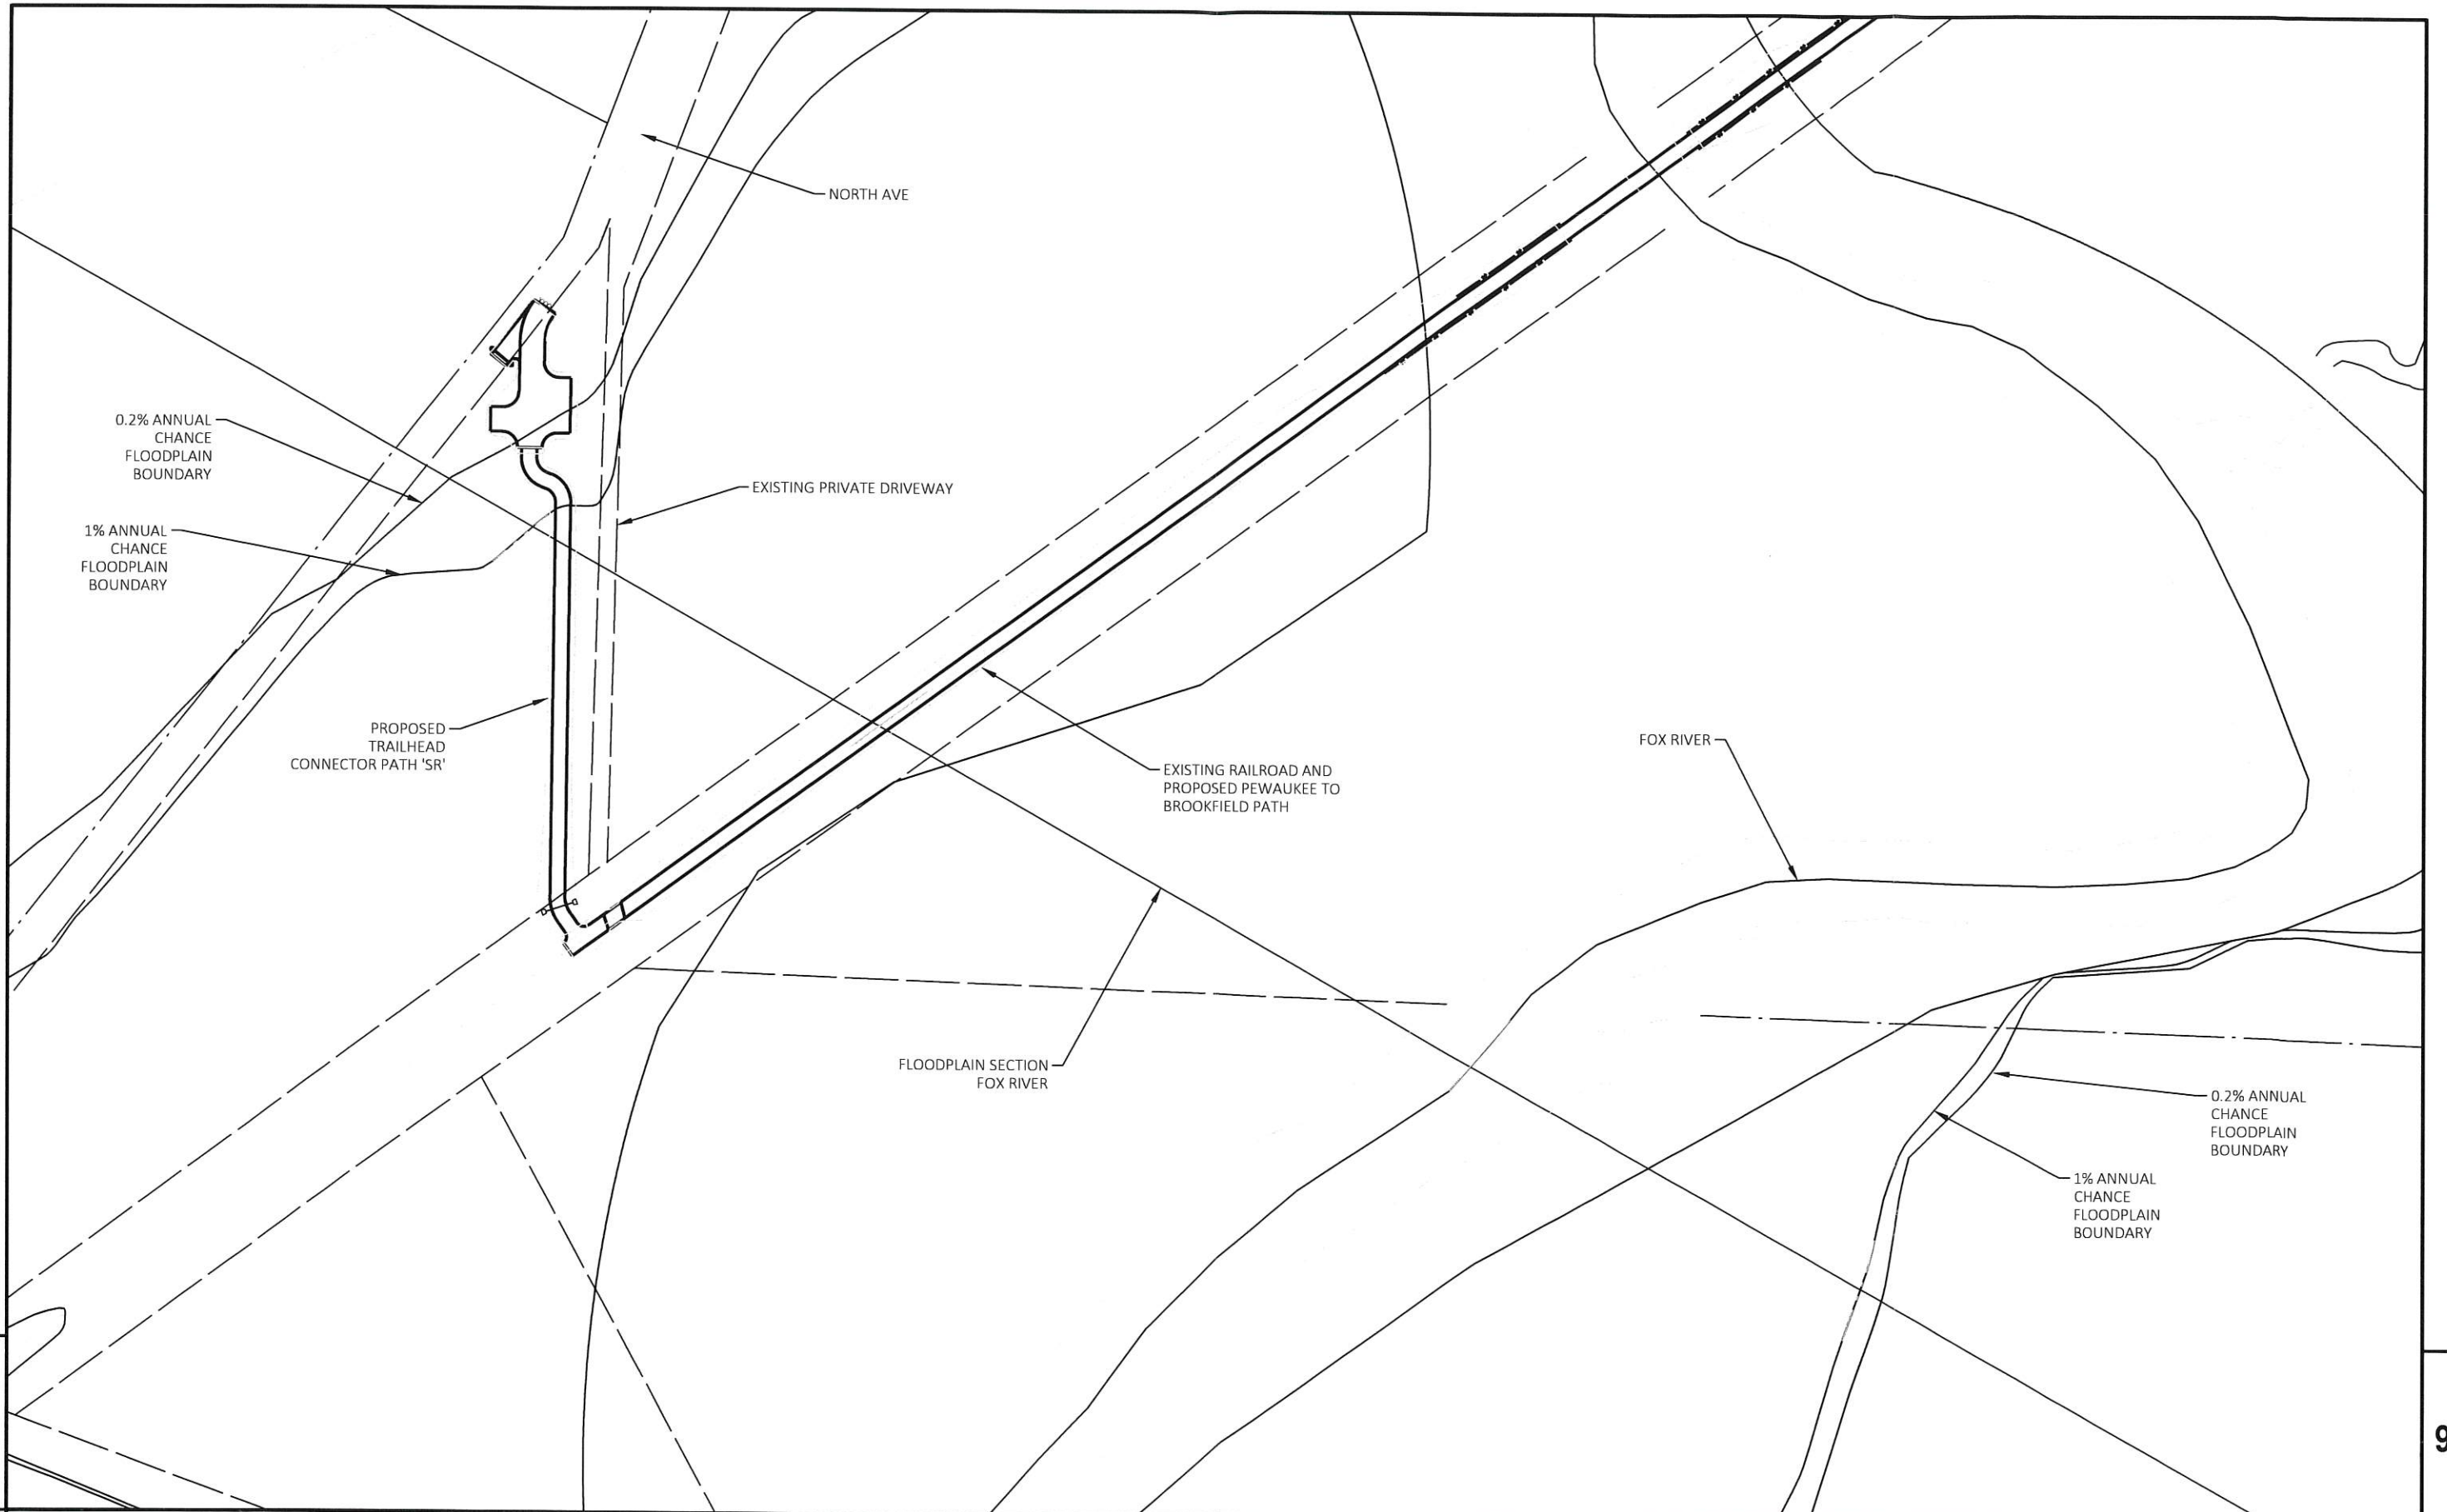 NORTH AVE
0.2% ANNUAL
CHANCE
FLOODPLAIN
BOUNDARY
EXISTING PRIVATE DRIVEWAY
1% ANNUAL
CHANCE
FLOODPLAIN
BOUNDARY
PROPOSED
TRAILHEAD
CONNECTOR PATH 'SR'
FOX RIVER
EXISTING RAILROAD AND
PROPOSED PEWAUKEE TO
BROOKFIELD PATH
FLOODPLAIN SECTION
FOX RIVER
0.2% ANNUAL
CHANCE
FLOODPLAIN
BOUNDARY
1% ANNUAL
CHANCE
FLOODPLAIN
BOUNDARY
9